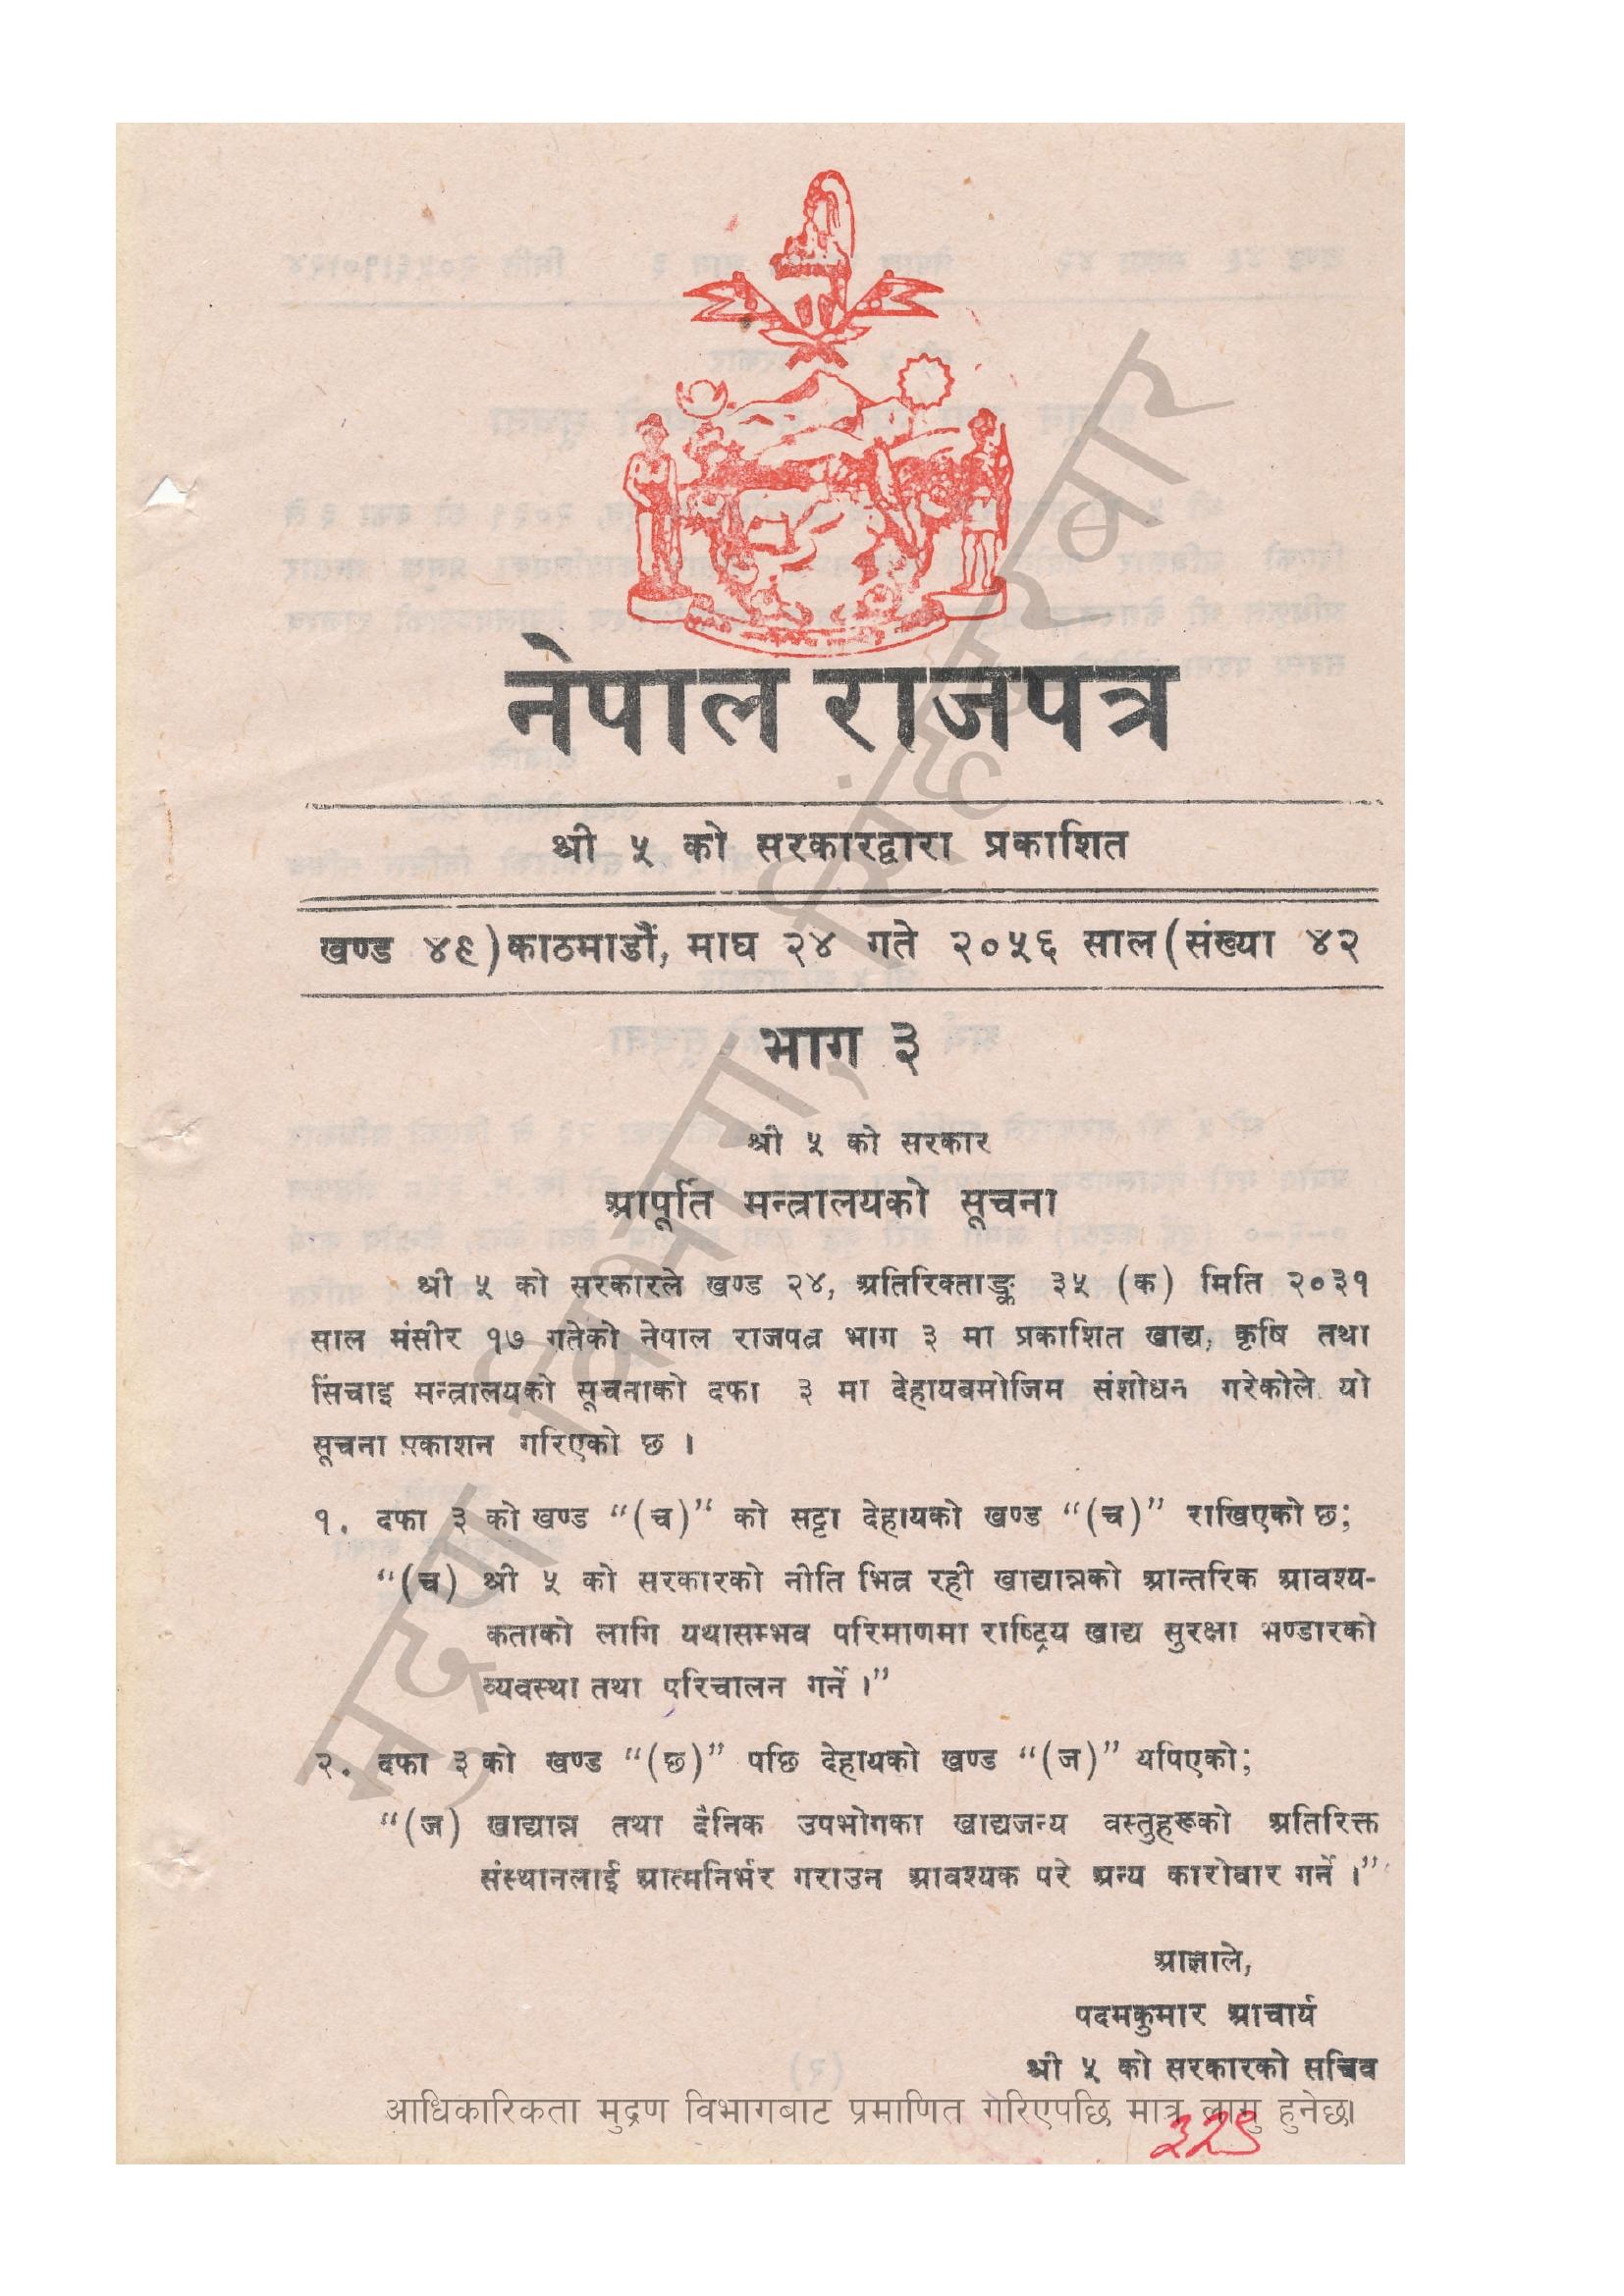 नेपाल राजपत्र
श्री ५ को सरकारद्वारा प्रकाशित
खण्ड ४९) काठमाडौं, माघ २४ गते २०५६ साल (संख्या ४२
भाग ३
श्री ५ को सरकार
आपूर्ति मन्त्रालयको सूचना
श्री ५ को सरकारले खण्ड २४, अतिरिक्ताङ्क ३५ (क) मिति २०३१
साल मंसीर १७ गतेको नेपाल राजपत्र भाग ३ मा प्रकाशित खाद्य, कृषि तथा
सिंचाइ मन्त्रालयको सूचनाको दफा ३ मा देहायबमोजिम संशोधन गरेकोले यो
सूचना प्रकाशन गरिएको छ ।
१. दफा ३ को खण्ड “(च)” को सट्टा देहायको खण्ड “(च)” राखिएको छ;
“(च) श्री ५ को सरकारको नीति भित्र रही खाद्यान्नको आन्तरिक आवश्य-
कताको लागि यथासम्भव परिमाणमा राष्ट्रिय खाद्य सुरक्षा भण्डारको
व्यवस्था तथा परिचालन गर्ने ।”
२. दफा ३ को खण्ड “(छ)” पछि देहायको खण्ड “(ज)” थपिएको;
“(ज) खाद्यान्न तथा दैनिक उपभोगका खाद्यजन्य वस्तुहरूको अतिरिक्त
संस्थानलाई आत्मनिर्भर गराउन आवश्यक परे अन्य कारोवार गर्ने ।”
आज्ञाले,
पदमकुमार आचार्य
श्री ५ को सरकारको सचिव
आधिकारिकता मुद्रण विभागबाट प्रमाणित गरिएपछि मात्र लागु हुनेछ।
मुद्रण विभाग, सिंहदरबार